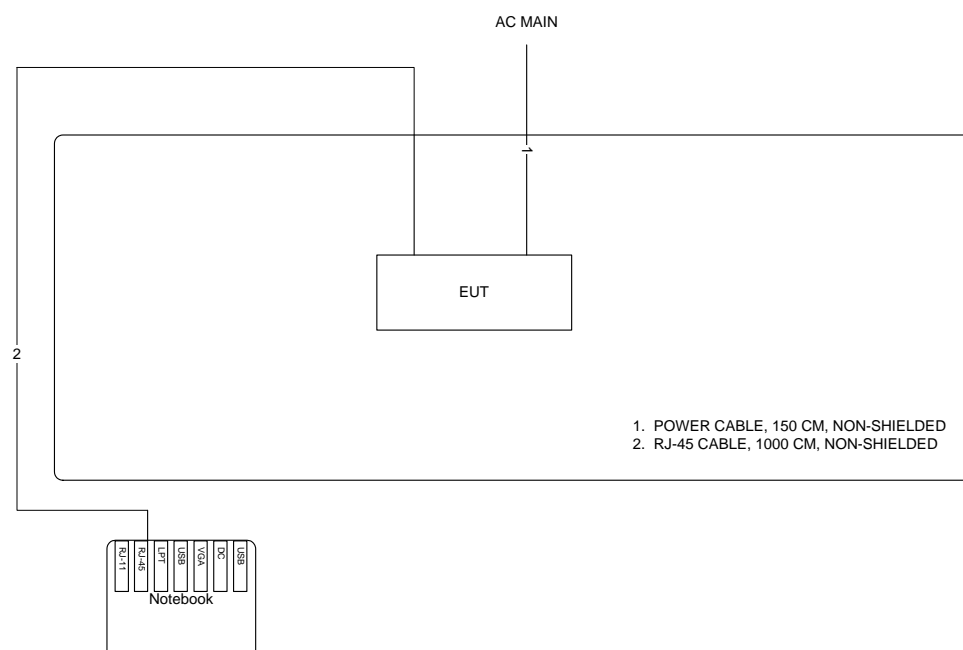 AC MAIN
1
EUT
2
1. POWER CABLE, 150 CM, NON-SHIELDED
2. RJ-45 CABLE, 1000 CM, NON-SHIELDED
RJ-11
RJ-45
LPT
USB
VGA
DC
USB
Notebook